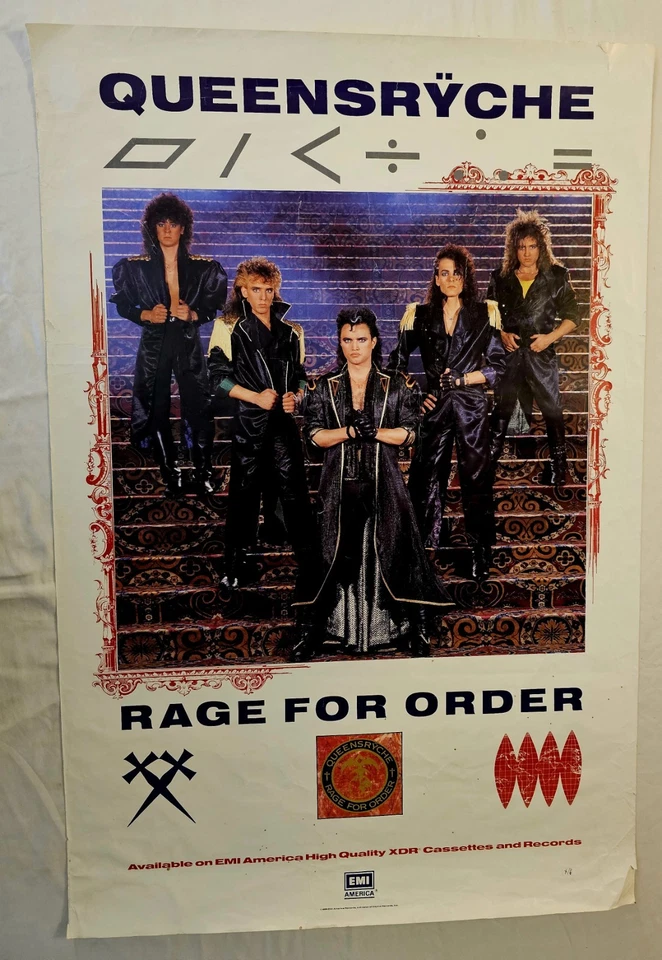 QUEENSRŸCHE
RAGE FOR ORDER
QUEENSRŸCHE
RAGE FOR ORDER
Available on EMI America High Quality XDR Cassettes and Records
EMI
AMERICA